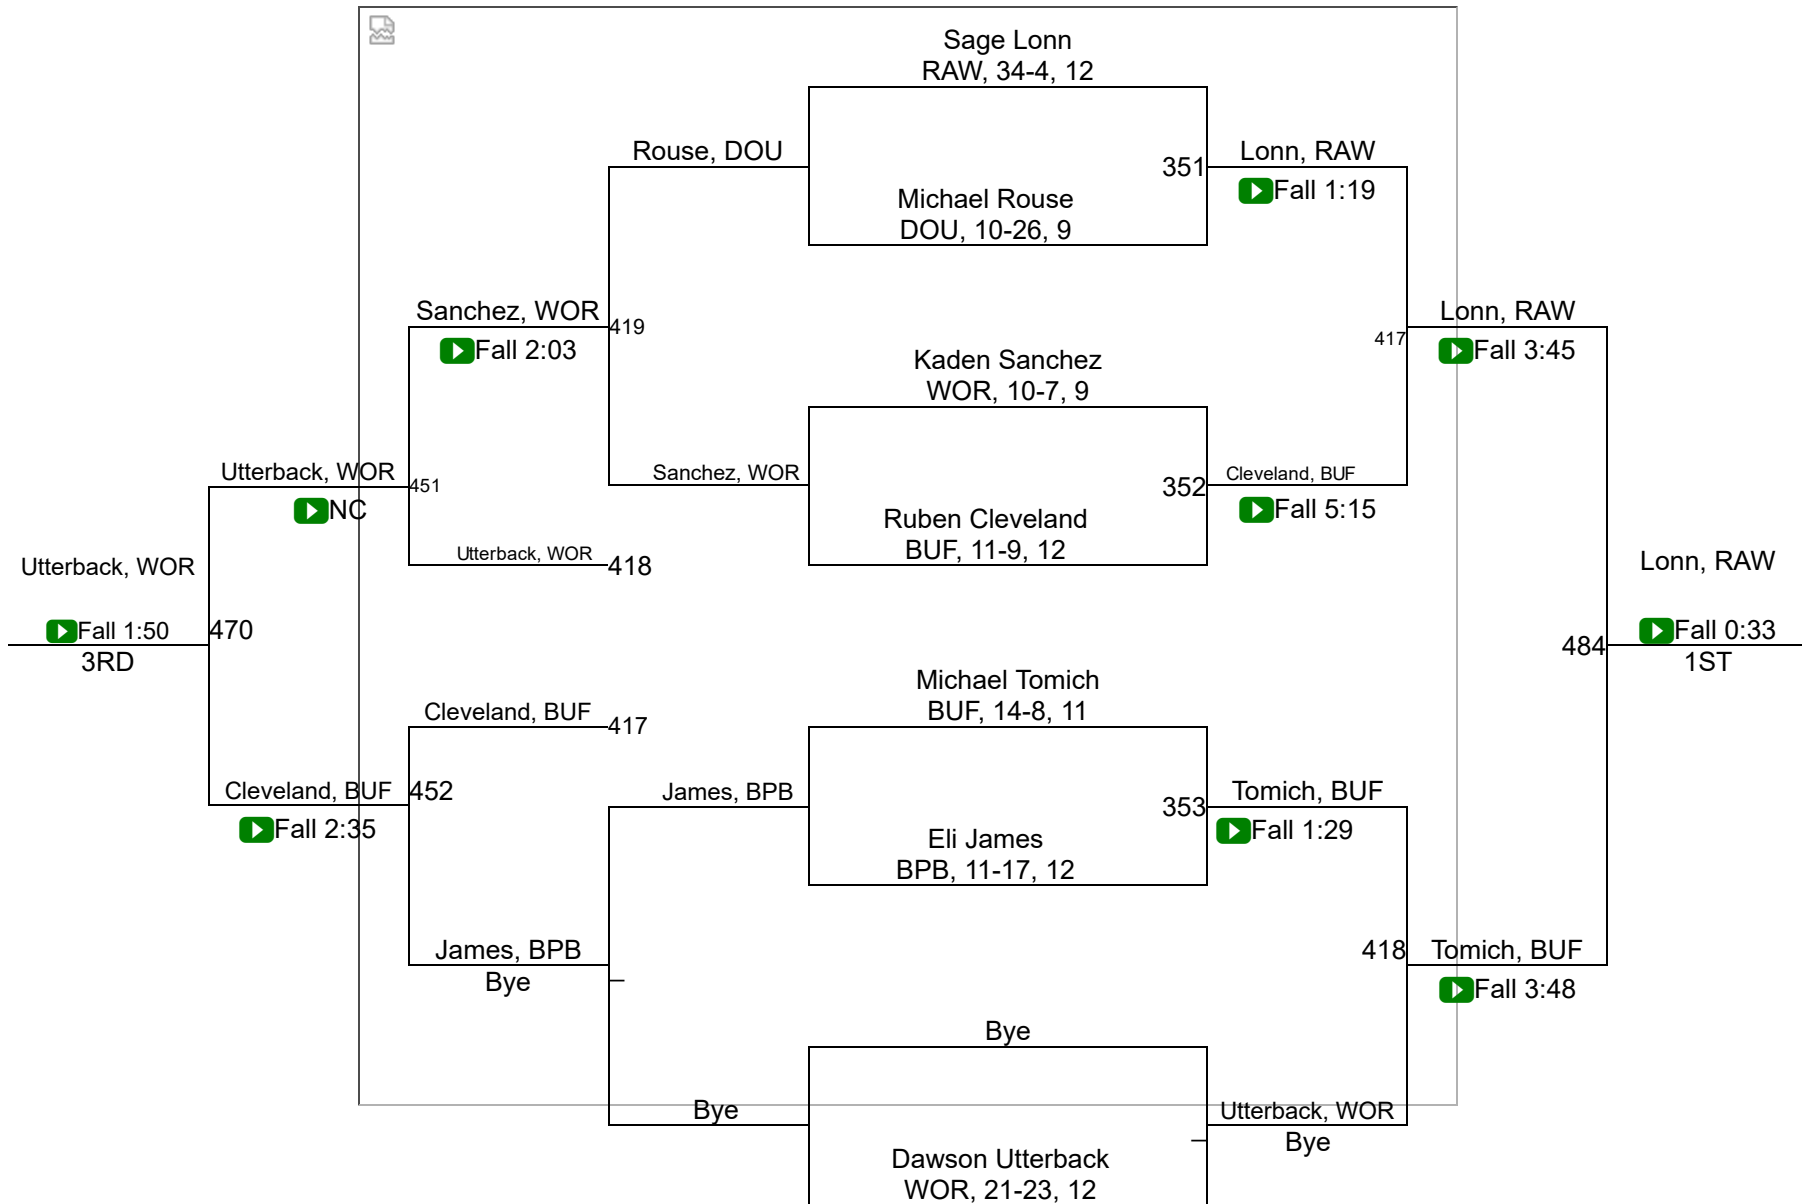 Sage Lonn
RAW, 34-4, 12
Rouse, DOU
351
Lonn, RAW
Fall 1:19
Michael Rouse
DOU, 10-26, 9
Sanchez, WOR
419
Fall 2:03
Lonn, RAW
417
Fall 3:45
Kaden Sanchez
WOR, 10-7, 9
Utterback, WOR
451
NC
Sanchez, WOR
352
Cleveland, BUF
Fall 5:15
Ruben Cleveland
BUF, 11-9, 12
Utterback, WOR
418
Utterback, WOR
Fall 1:50
470
3RD
Lonn, RAW
484
Fall 0:33
1ST
Michael Tomich
BUF, 14-8, 11
Cleveland, BUF
417
Cleveland, BUF
452
Fall 2:35
James, BPB
353
Tomich, BUF
Fall 1:29
Eli James
BPB, 11-17, 12
James, BPB
Bye
418
Tomich, BUF
Fall 3:48
Bye
Bye
Utterback, WOR
Bye
Dawson Utterback
WOR, 21-23, 12